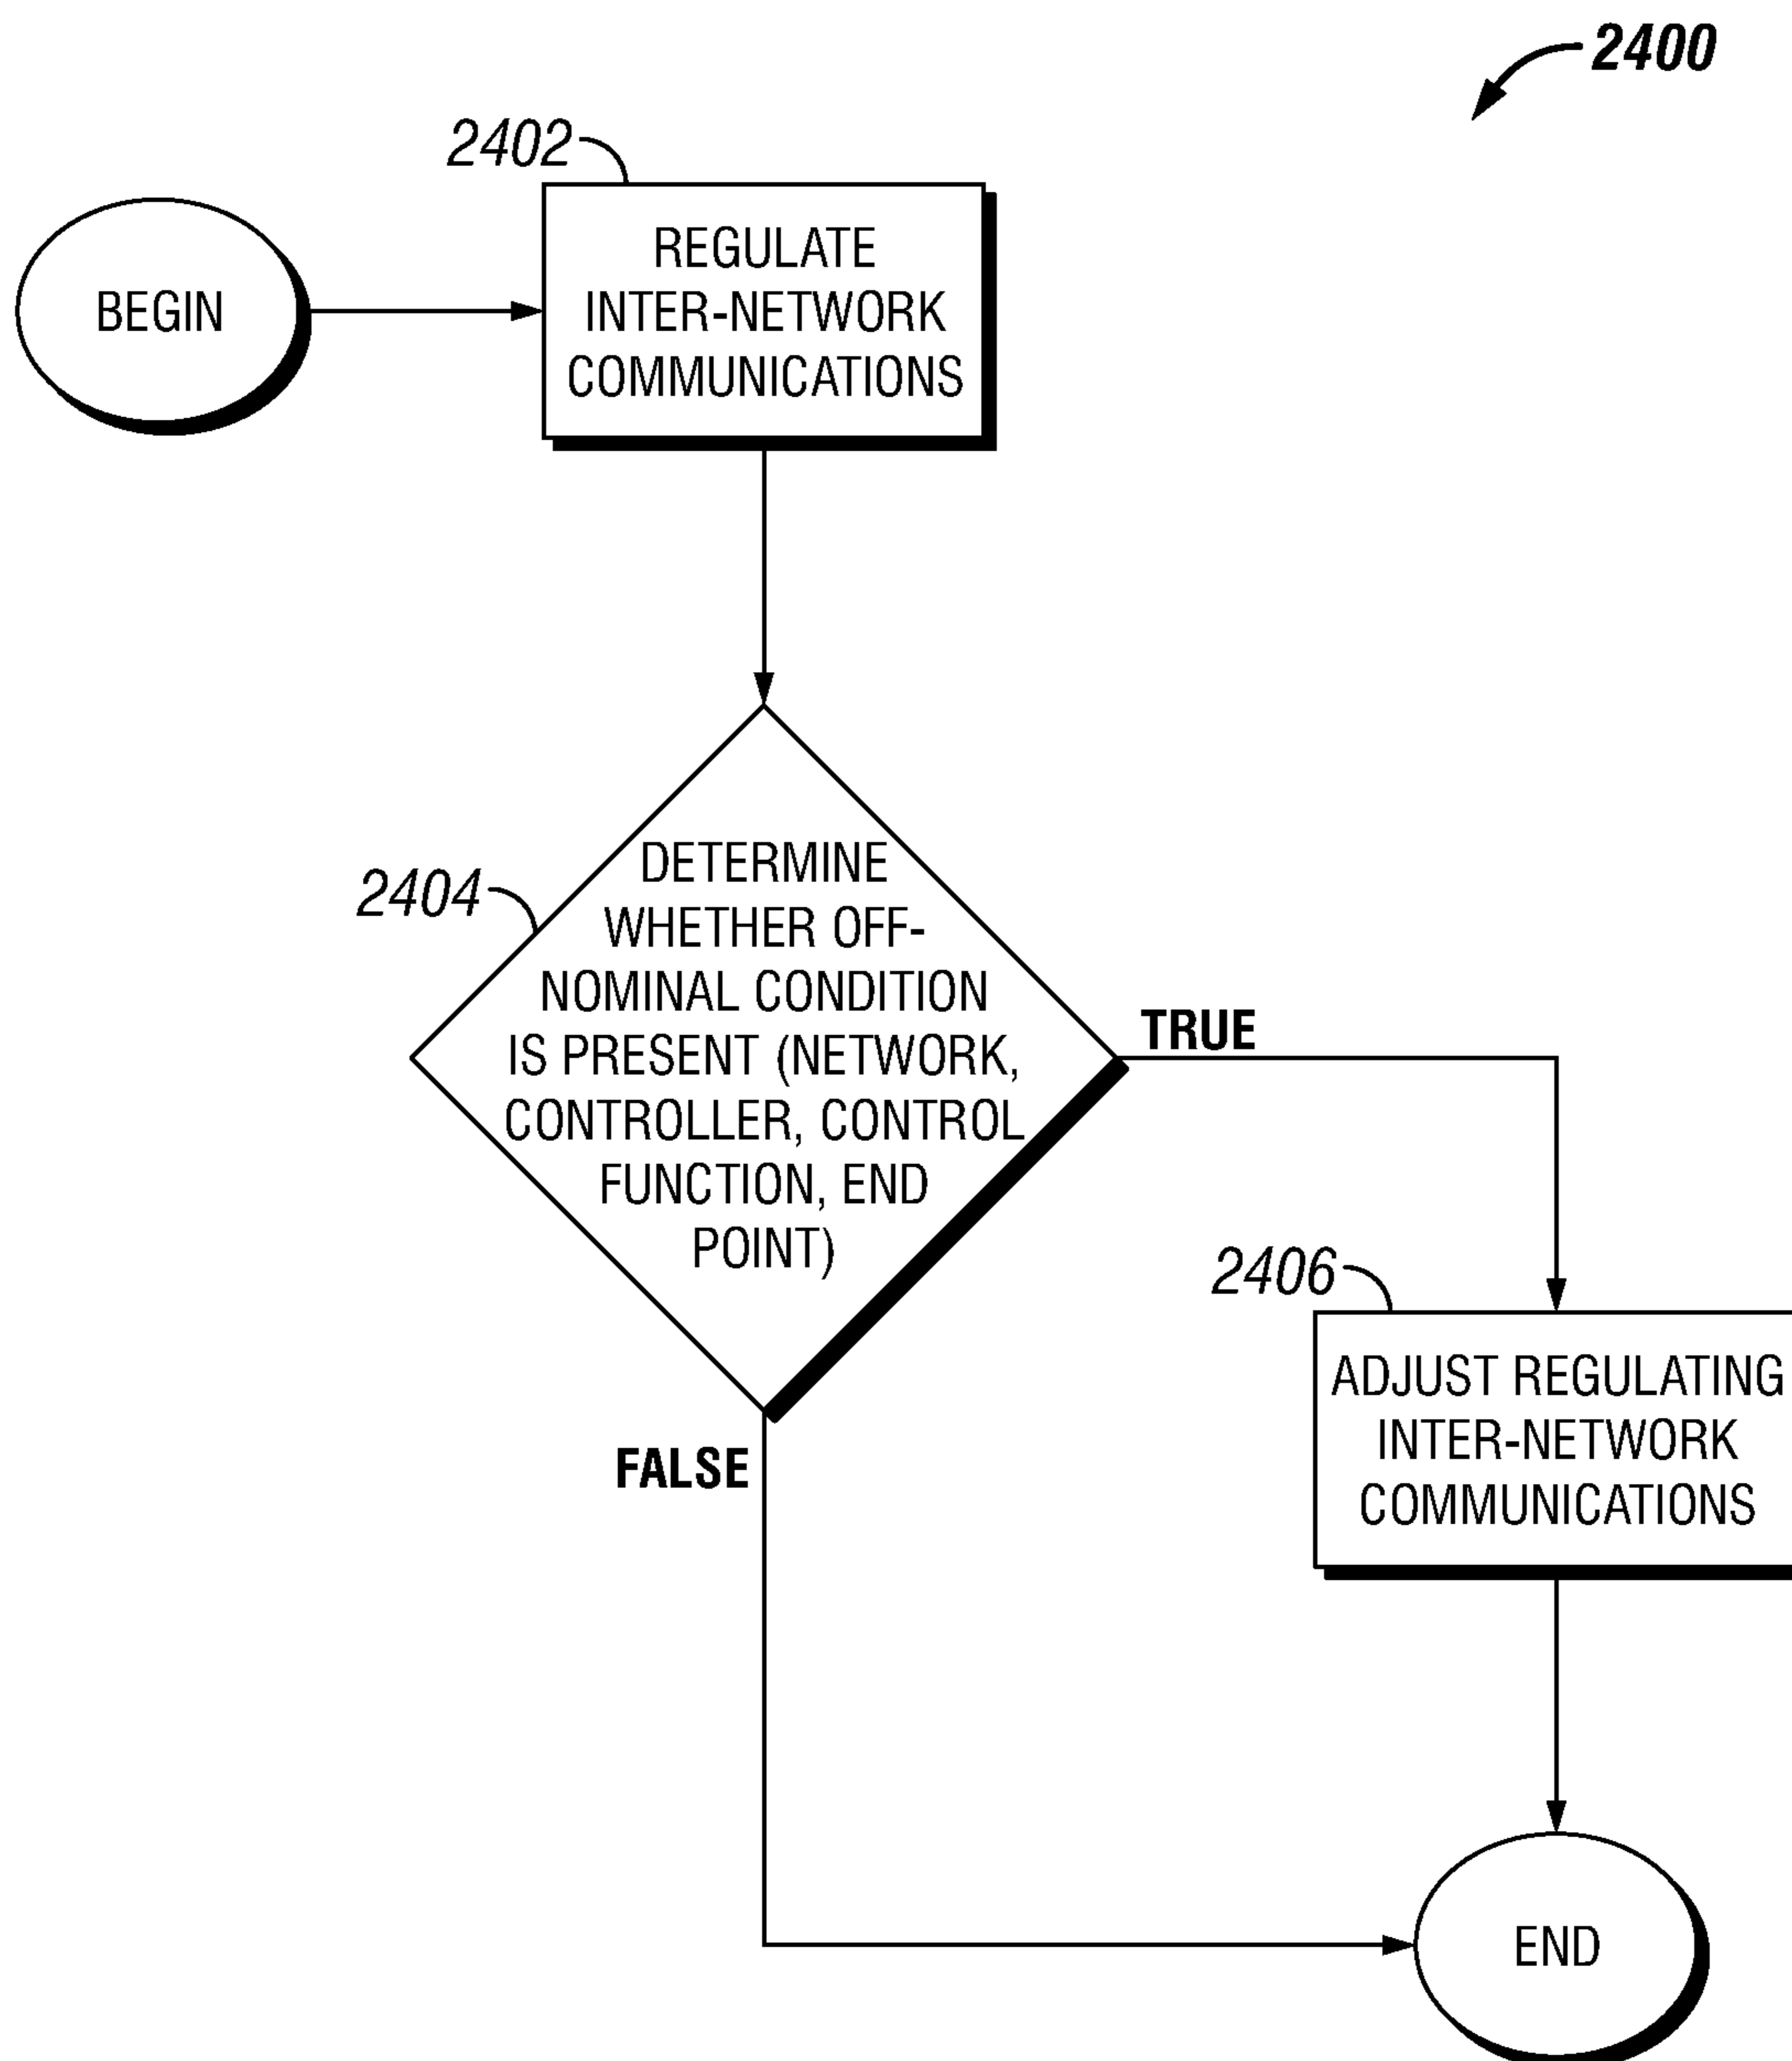 2400
2402
BEGIN
REGULATE
INTER-NETWORK
COMMUNICATIONS
2404
DETERMINE
WHETHER OFF-
NOMINAL CONDITION
IS PRESENT (NETWORK,
CONTROLLER, CONTROL
FUNCTION, END
POINT)
TRUE
FALSE
2406
ADJUST REGULATING
INTER-NETWORK
COMMUNICATIONS
END